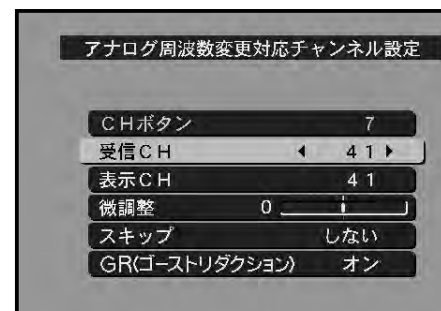 アナログ周波数変更対応チャンネル設定
CHボタン 7
受信CH 41
表示CH 41
微調整 0
スキップ しない
GR(ゴーストリダクション) オン